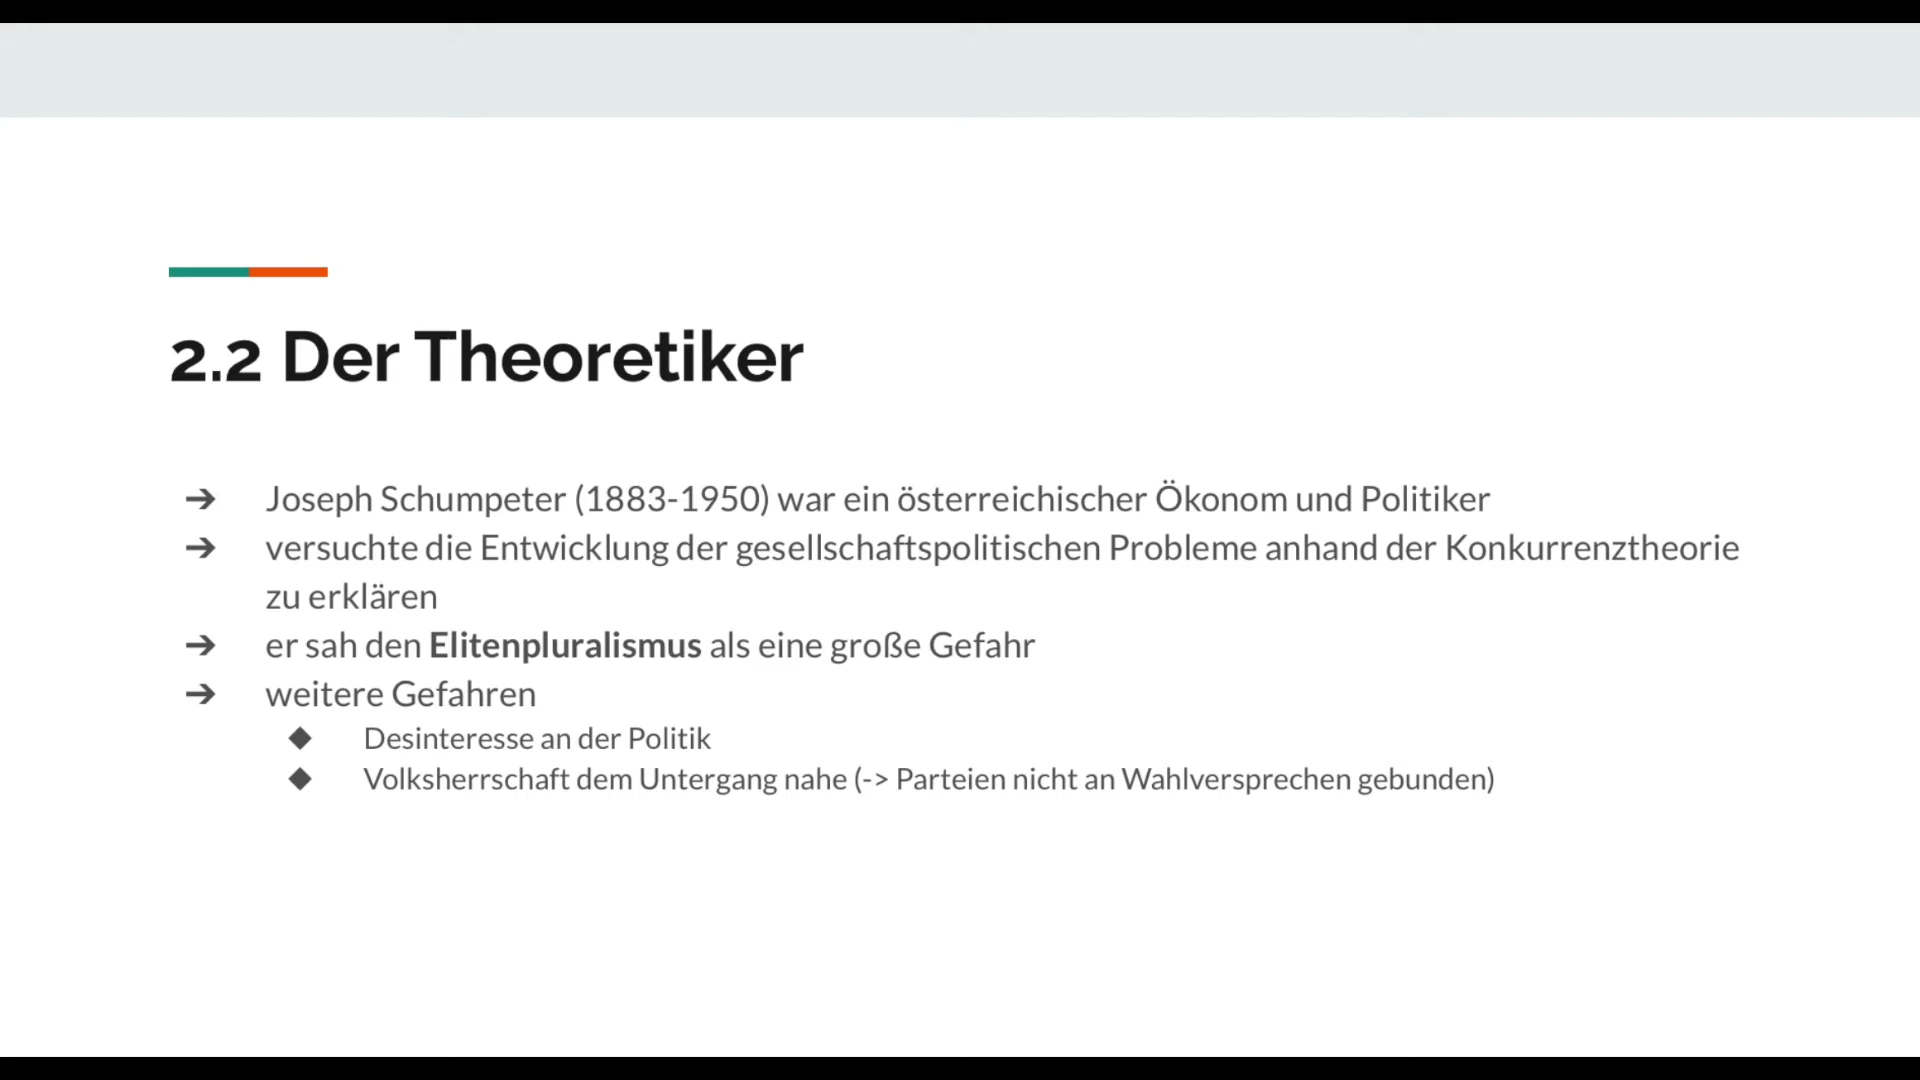 2.2 Der Theoretiker
➔ Joseph Schumpeter (1883-1950) war ein österreichischer Ökonom und Politiker
➔ versuchte die Entwicklung der gesellschaftspolitischen Probleme anhand der Konkurrenztheorie
zu erklären
➔ er sah den Elitenpluralismus als eine große Gefahr
➔ weitere Gefahren
◆ Desinteresse an der Politik
◆ Volksherrschaft dem Untergang nahe (-> Parteien nicht an Wahlversprechen gebunden)